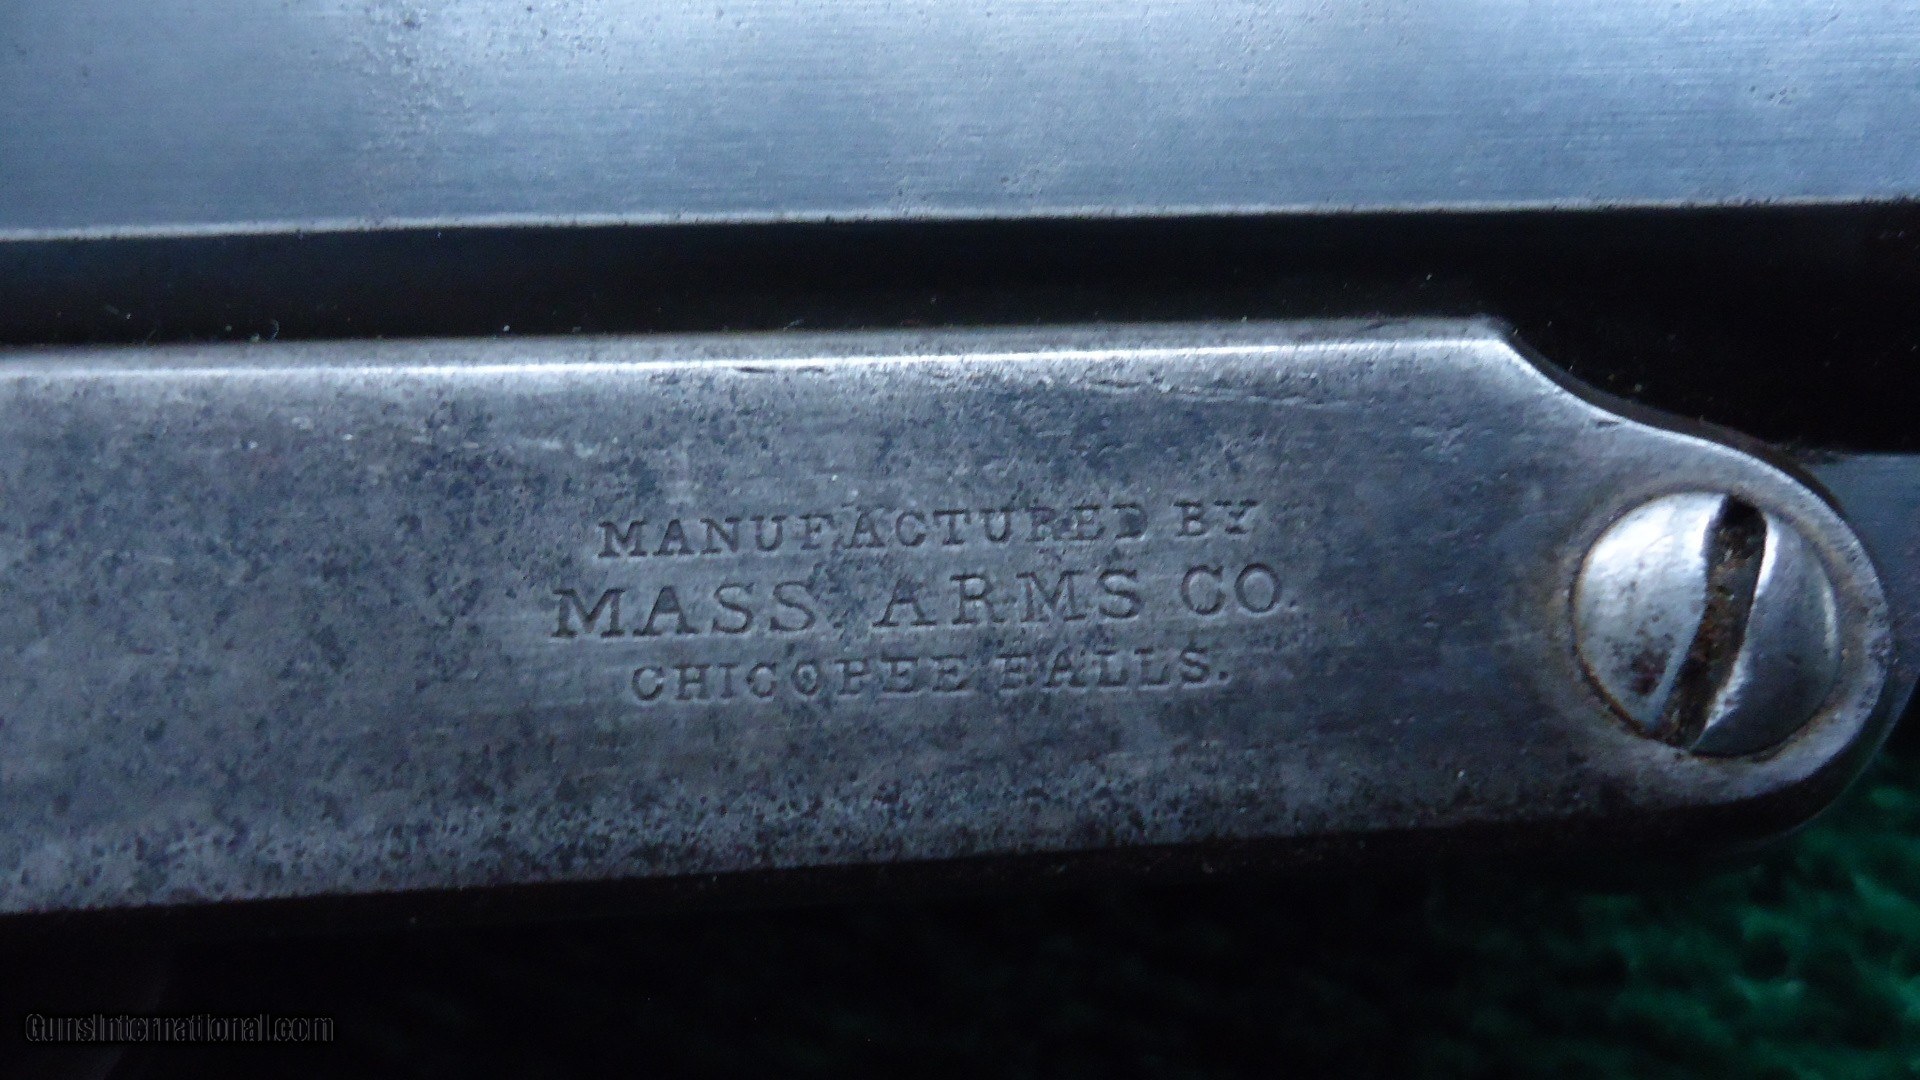 MANUFACTURED BY
MASS. ARMS CO.
CHICOPEE FALLS.
GunsInternational.com